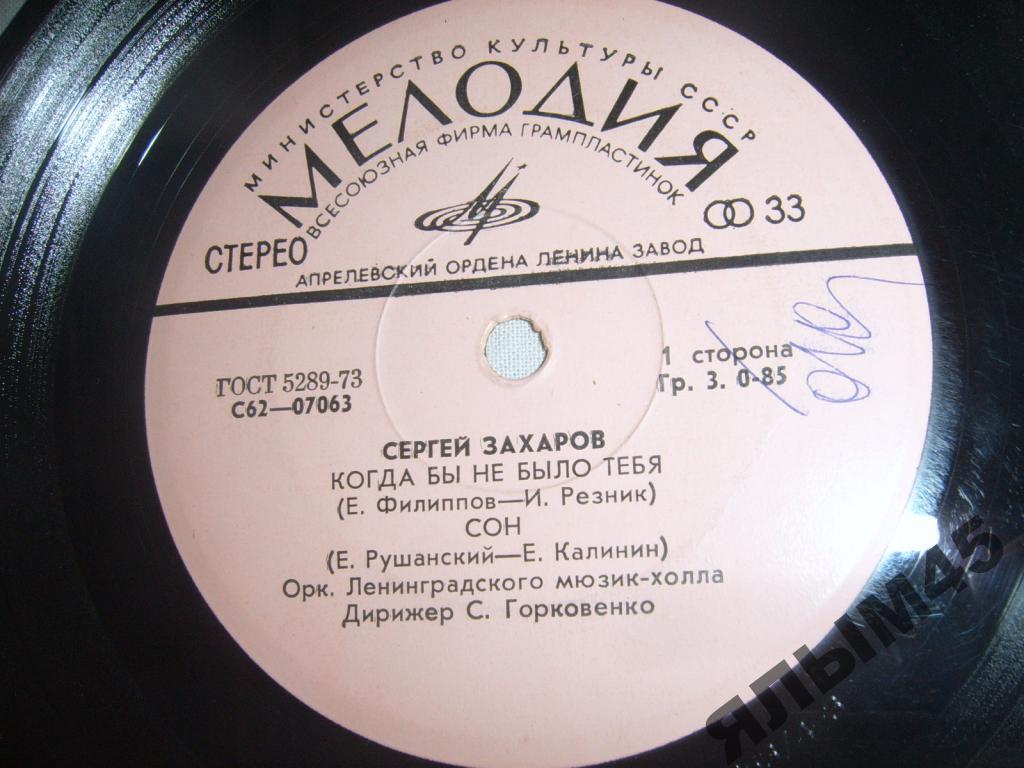 МИНИСТЕРСТВО КУЛЬТУРЫ СССР
МЕЛОДИЯ
ВСЕСОЮЗНАЯ ФИРМА ГРАМПЛАСТИНОК
СТЕРЕО
33
АПРЕЛЕВСКИЙ ОРДЕНА ЛЕНИНА ЗАВОД
ГОСТ 5289-73
С62—07063
1 сторона
Гр. 3. 0-85
СЕРГЕЙ ЗАХАРОВ
КОГДА БЫ НЕ БЫЛО ТЕБЯ
(Е. Филиппов—И. Резник)
СОН
(Е. Рушанский—Е. Калинин)
Орк. Ленинградского мюзик-холла
Дирижер С. Горковенко
ЯЛЫМ45